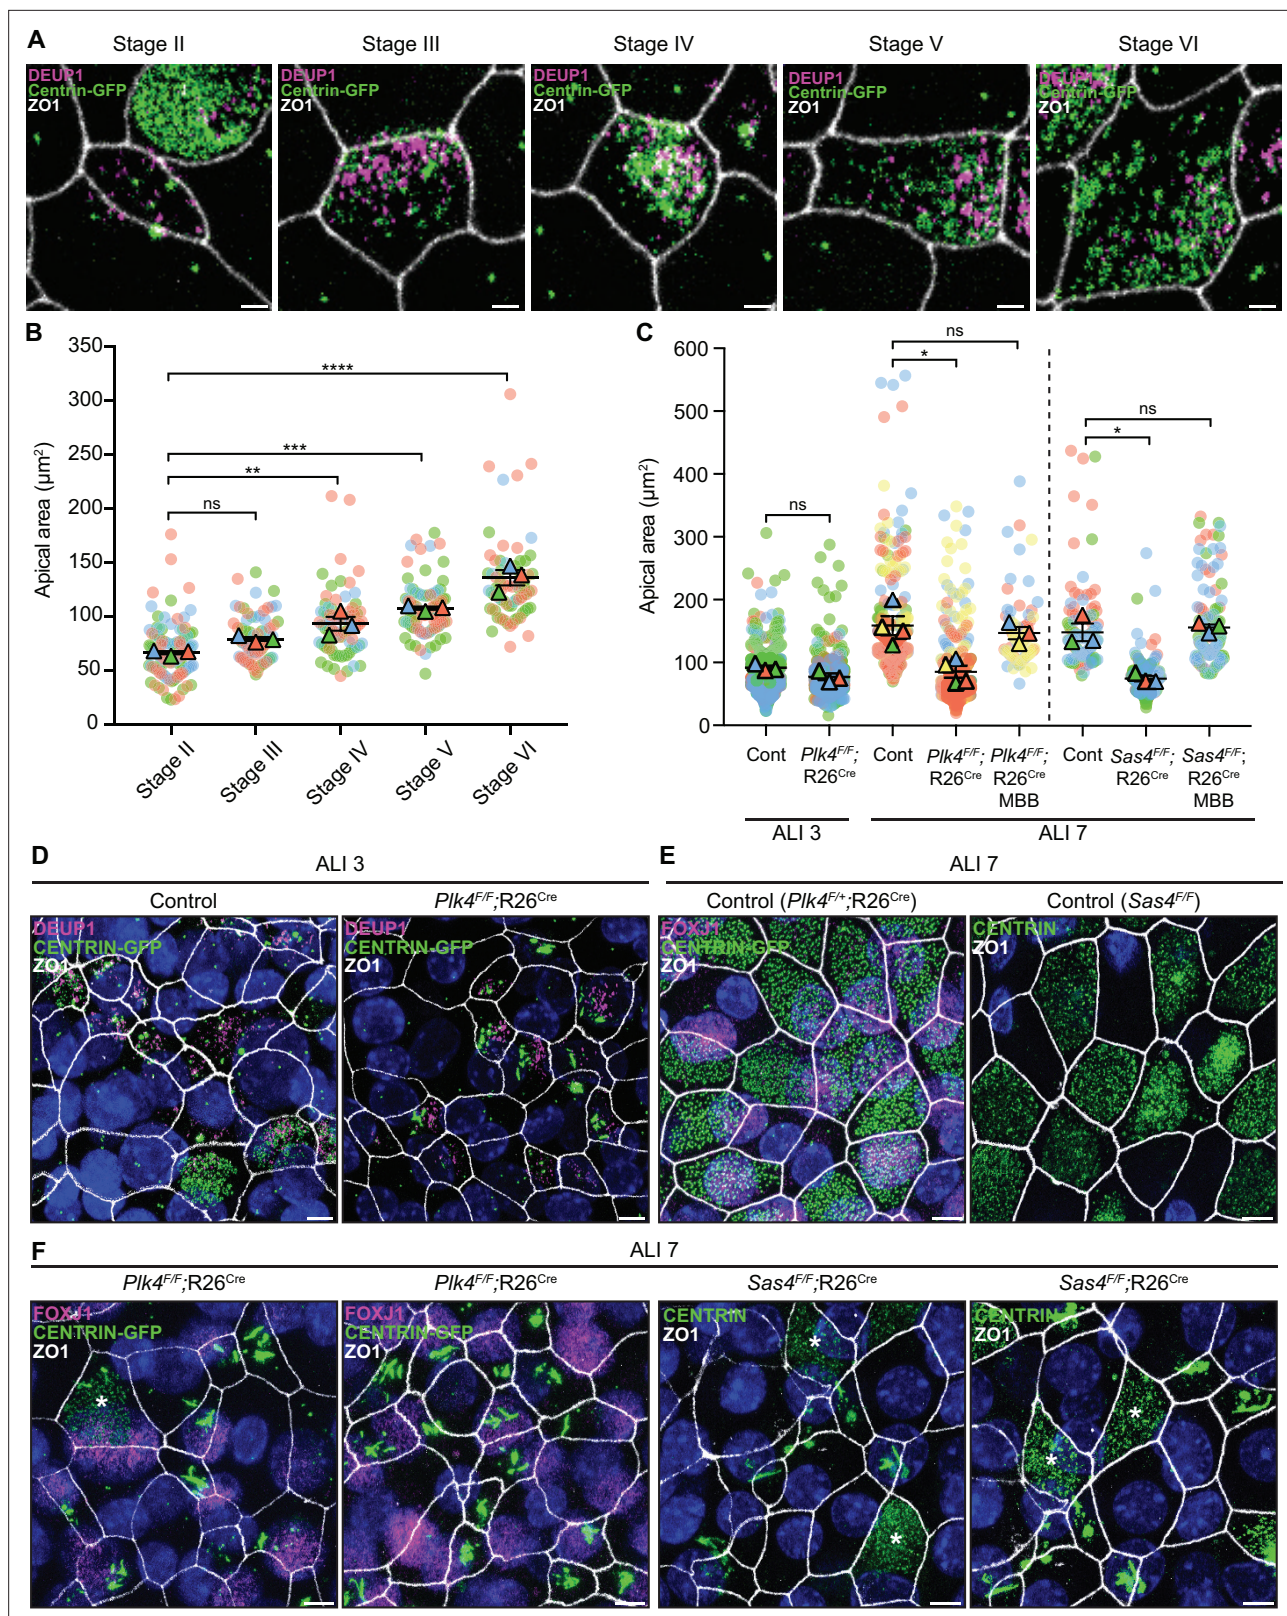 A
Stage II
Stage III
Stage IV
Stage V
Stage VI
DEUP1
Centrin-GFP
ZO1
DEUP1
Centrin-GFP
ZO1
DEUP1
Centrin-GFP
ZO1
DEUP1
Centrin-GFP
ZO1
DEUP1
Centrin-GFP
ZO1
B
Apical area (µm²)
350
300
250
200
150
100
50
0
****
***
**
ns
Stage II
Stage III
Stage IV
Stage V
Stage VI
C
Apical area (µm²)
600
500
400
300
200
100
0
ns
ns
*
ns
*
Cont
Plk4F/F;
R26Cre
Cont
Plk4F/F;
R26Cre
Plk4F/F;
R26Cre
MBB
Cont
Sas4F/F;
R26Cre
Sas4F/F;
R26Cre
MBB
ALI 3
ALI 7
D
ALI 3
Control
Plk4F/F;R26Cre
DEUP1
CENTRIN-GFP
ZO1
DEUP1
CENTRIN-GFP
ZO1
E
ALI 7
Control (Plk4F/+;R26Cre)
Control (Sas4F/F)
FOXJ1
CENTRIN-GFP
ZO1
CENTRIN
ZO1
F
ALI 7
Plk4F/F;R26Cre
Plk4F/F;R26Cre
Sas4F/F;R26Cre
Sas4F/F;R26Cre
FOXJ1
CENTRIN-GFP
ZO1
*
FOXJ1
CENTRIN-GFP
ZO1
CENTRIN
ZO1
*
*
CENTRIN
ZO1
*
*